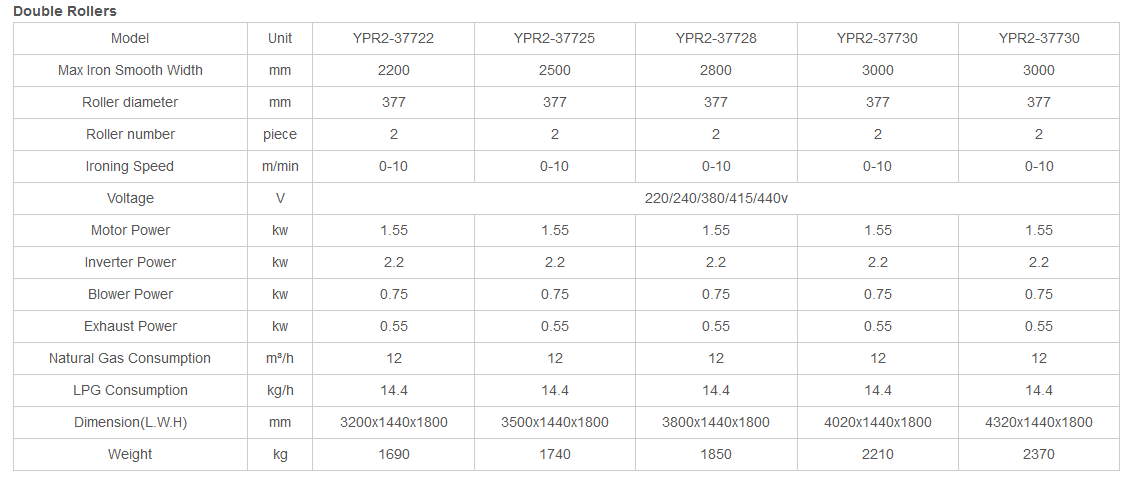 Double Rollers
Model Unit YPR2-37722 YPR2-37725 YPR2-37728 YPR2-37730 YPR2-37730
Max Iron Smooth Width mm 2200 2500 2800 3000 3000
Roller diameter mm 377 377 377 377 377
Roller number piece 2 2 2 2 2
Ironing Speed m/min 0-10 0-10 0-10 0-10 0-10
Voltage V 220/240/380/415/440v
Motor Power kw 1.55 1.55 1.55 1.55 1.55
Inverter Power kw 2.2 2.2 2.2 2.2 2.2
Blower Power kw 0.75 0.75 0.75 0.75 0.75
Exhaust Power kw 0.55 0.55 0.55 0.55 0.55
Natural Gas Consumption m³/h 12 12 12 12 12
LPG Consumption kg/h 14.4 14.4 14.4 14.4 14.4
Dimension(L.W.H) mm 3200x1440x1800 3500x1440x1800 3800x1440x1800 4020x1440x1800 4320x1440x1800
Weight kg 1690 1740 1850 2210 2370